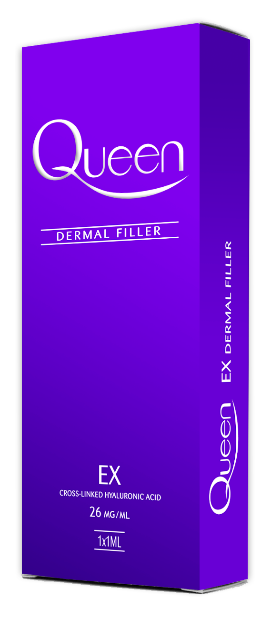 Queen
DERMAL FILLER
EX
CROSS-LINKED HYALURONIC ACID
26 MG/ML
1x1ML
Queen EX DERMAL FILLER